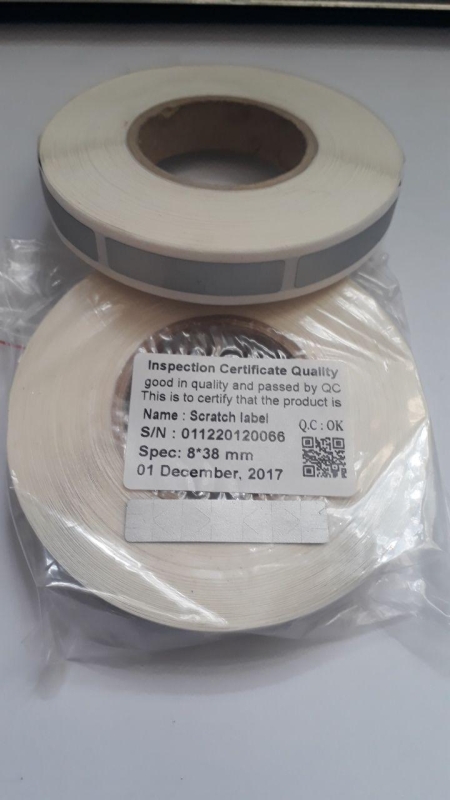 Inspection Certificate Quality
good in quality and passed by QC
This is to certify that the product is
Name : Scratch label
Q.C : OK
S/N : 011220120066
Spec: 8*38 mm
01 December, 2017